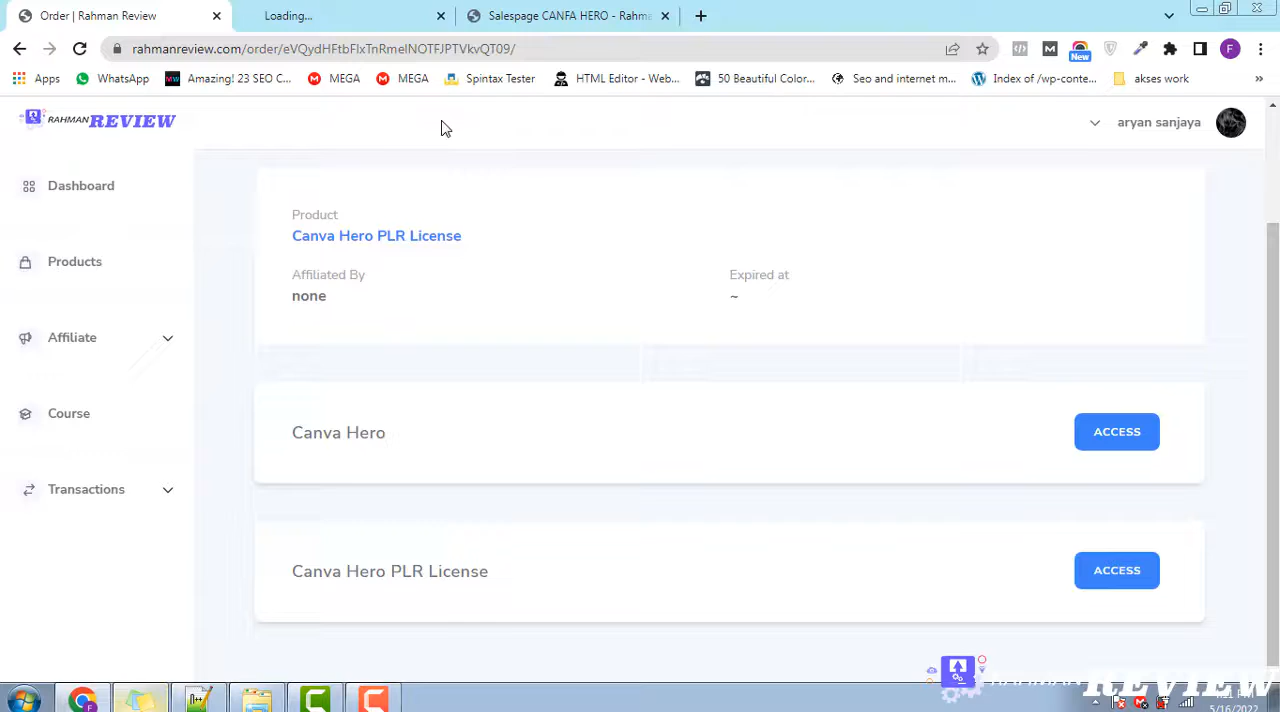 Order | Rahman Review
Loading...
Salespage CANFA HERO - Rahma
rahmanreview.com/order/eVQydHFtbFlxTnRmelNOTFJPTVkvQT09/
New
F
Apps
WhatsApp
Amazing! 23 SEO C...
MEGA
MEGA
Spintax Tester
HTML Editor - Web...
50 Beautiful Color...
Seo and internet m...
Index of /wp-conte...
akses work
»
RAHMAN REVIEW
aryan sanjaya
Dashboard
Products
Affiliate
Course
Transactions
Product
Canva Hero PLR License
Affiliated By
none
Expired at
~
Canva Hero
ACCESS
Canva Hero PLR License
ACCESS
REVIEW
5/16/2022